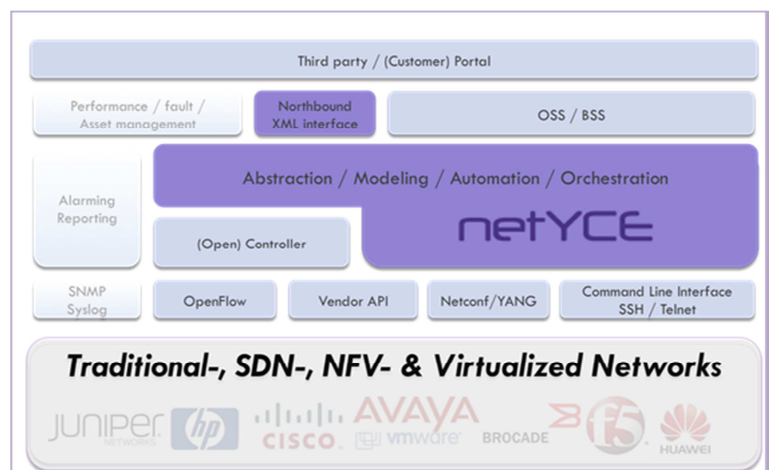 Third party / (Customer) Portal
Performance / fault /
Asset management
Northbound
XML interface
OSS / BSS
Alarming
Reporting
Abstraction / Modeling / Automation / Orchestration
netYCE
(Open) Controller
SNMP
Syslog
OpenFlow
Vendor API
Netconf/YANG
Command Line Interface
SSH / Telnet
Traditional-, SDN-, NFV- & Virtualized Networks
JUNIPER
NETWORKS
hp
CISCO
AVAYA
vmware
BROCADE
F5
HUAWEI